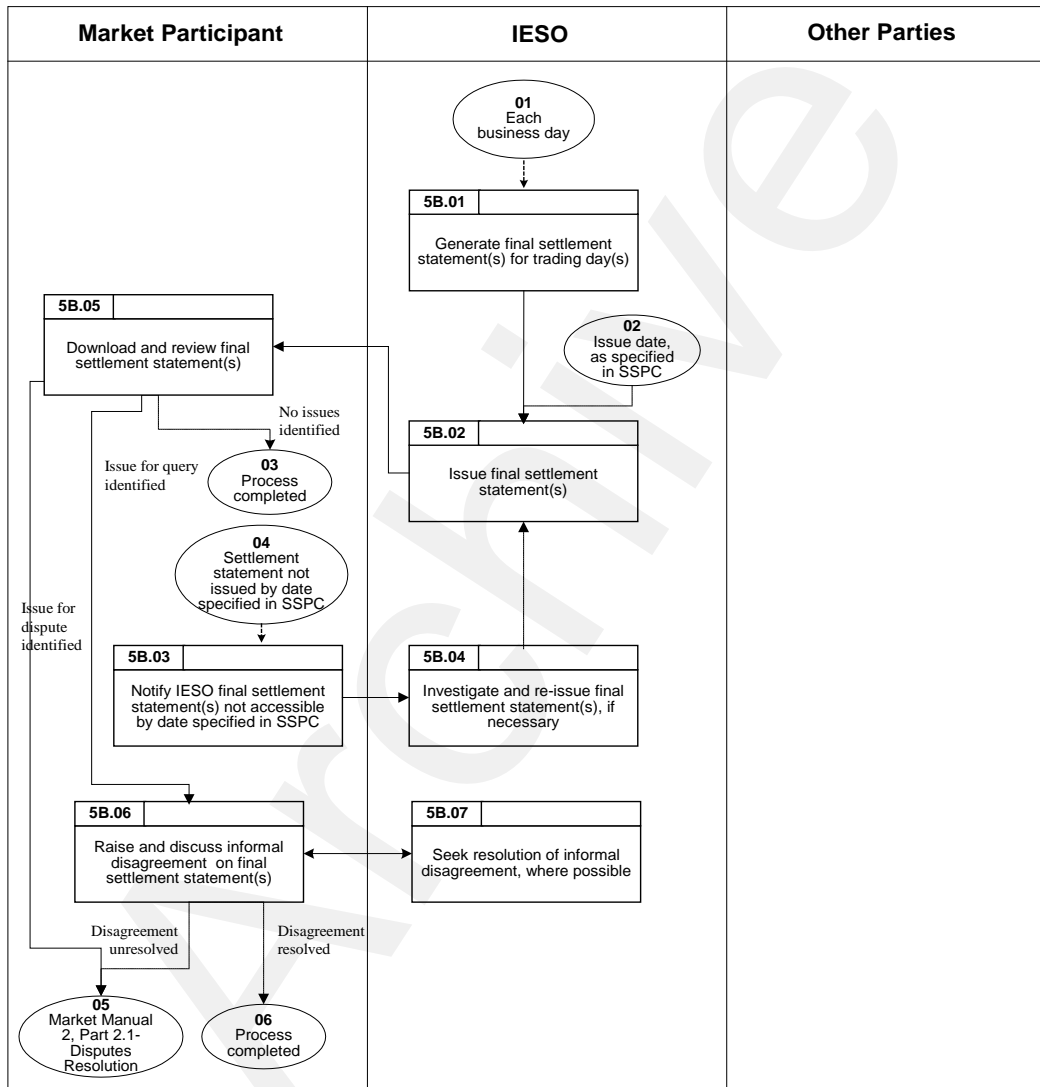 Market Participant
IESO
Other Parties
01
Each
business day
5B.01
Generate final settlement
statement(s) for trading day(s)
5B.05
Download and review final
settlement statement(s)
02
Issue date,
as specified
in SSPC
No issues
identified
5B.02
Issue final settlement
statement(s)
Issue for query
identified
03
Process
completed
04
Settlement
statement not
issued by date
specified in SSPC
Issue for
dispute
identified
5B.03
Notify IESO final settlement
statement(s) not accessible
by date specified in SSPC
5B.04
Investigate and re-issue final
settlement statement(s), if
necessary
5B.06
Raise and discuss informal
disagreement on final
settlement statement(s)
5B.07
Seek resolution of informal
disagreement, where possible
Disagreement
unresolved
Disagreement
resolved
05
Market Manual
2, Part 2.1-
Disputes
Resolution
06
Process
completed
Archive